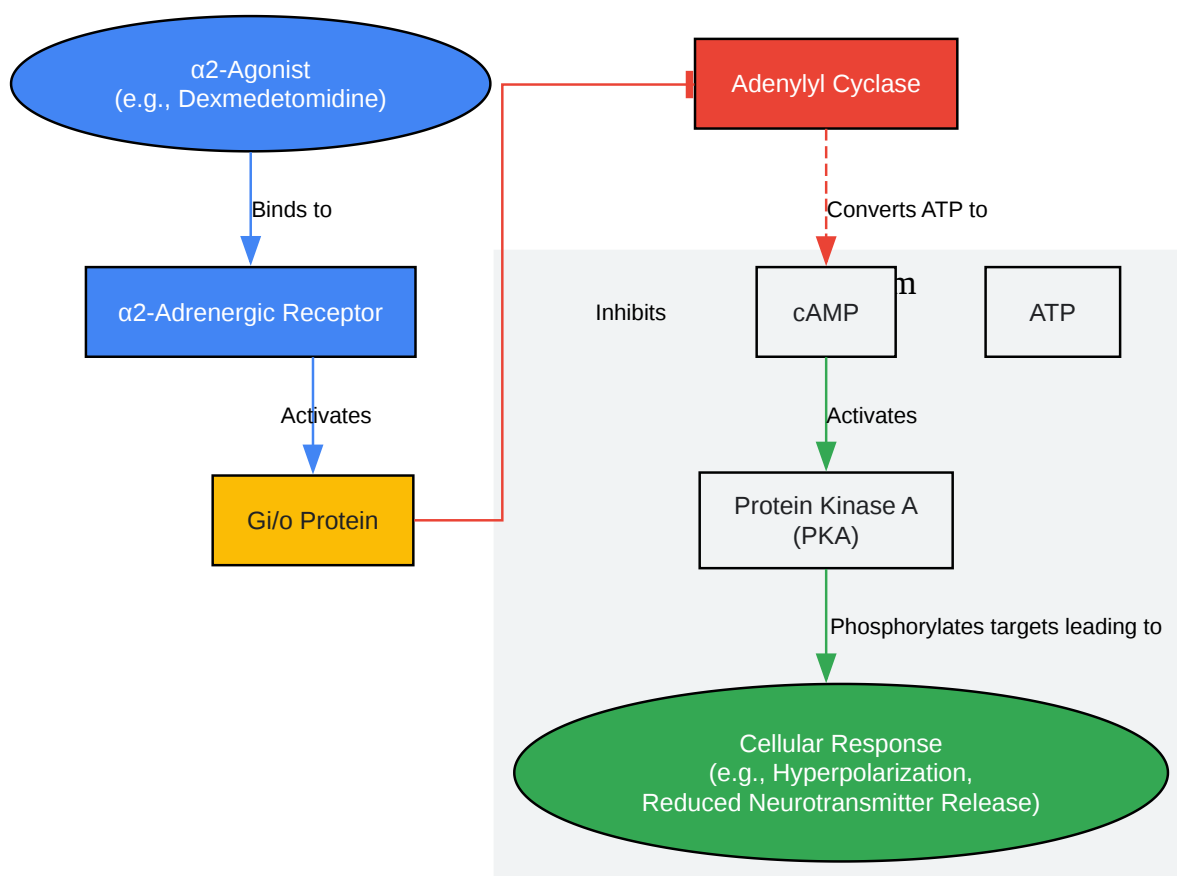 α2-Agonist
(e.g., Dexmedetomidine)
Adenylyl Cyclase
Binds to
Converts ATP to
α2-Adrenergic Receptor
Inhibits
cAMP
ATP
Activates
Activates
Gi/o Protein
Protein Kinase A
(PKA)
Phosphorylates targets leading to
Cellular Response
(e.g., Hyperpolarization,
Reduced Neurotransmitter Release)